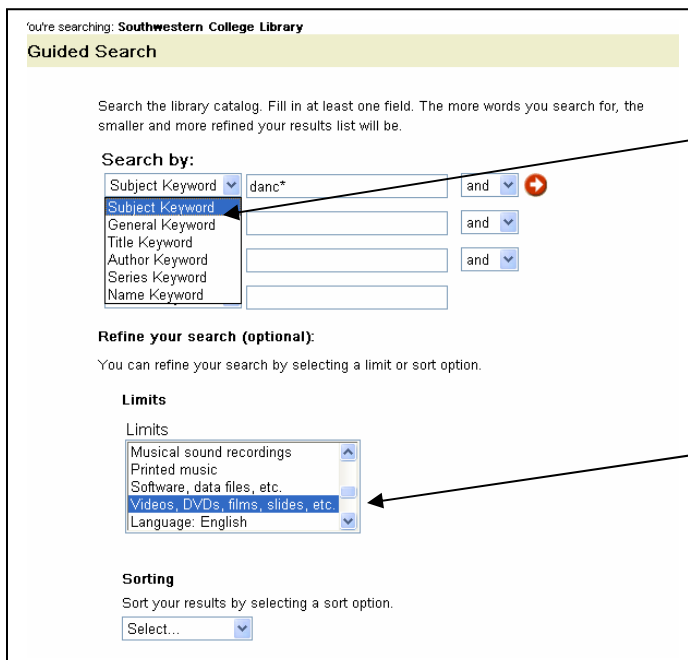 'ou're searching: Southwestern College Library
Guided Search
Search the library catalog. Fill in at least one field. The more words you search for, the
smaller and more refined your results list will be.
Search by:
Subject Keyword danc* and
Subject Keyword
General Keyword and
Title Keyword
Author Keyword and
Series Keyword
Name Keyword
Refine your search (optional):
You can refine your search by selecting a limit or sort option.
Limits
Limits
Musical sound recordings
Printed music
Software, data files, etc.
Videos, DVDs, films, slides, etc.
Language: English
Sorting
Sort your results by selecting a sort option.
Select...